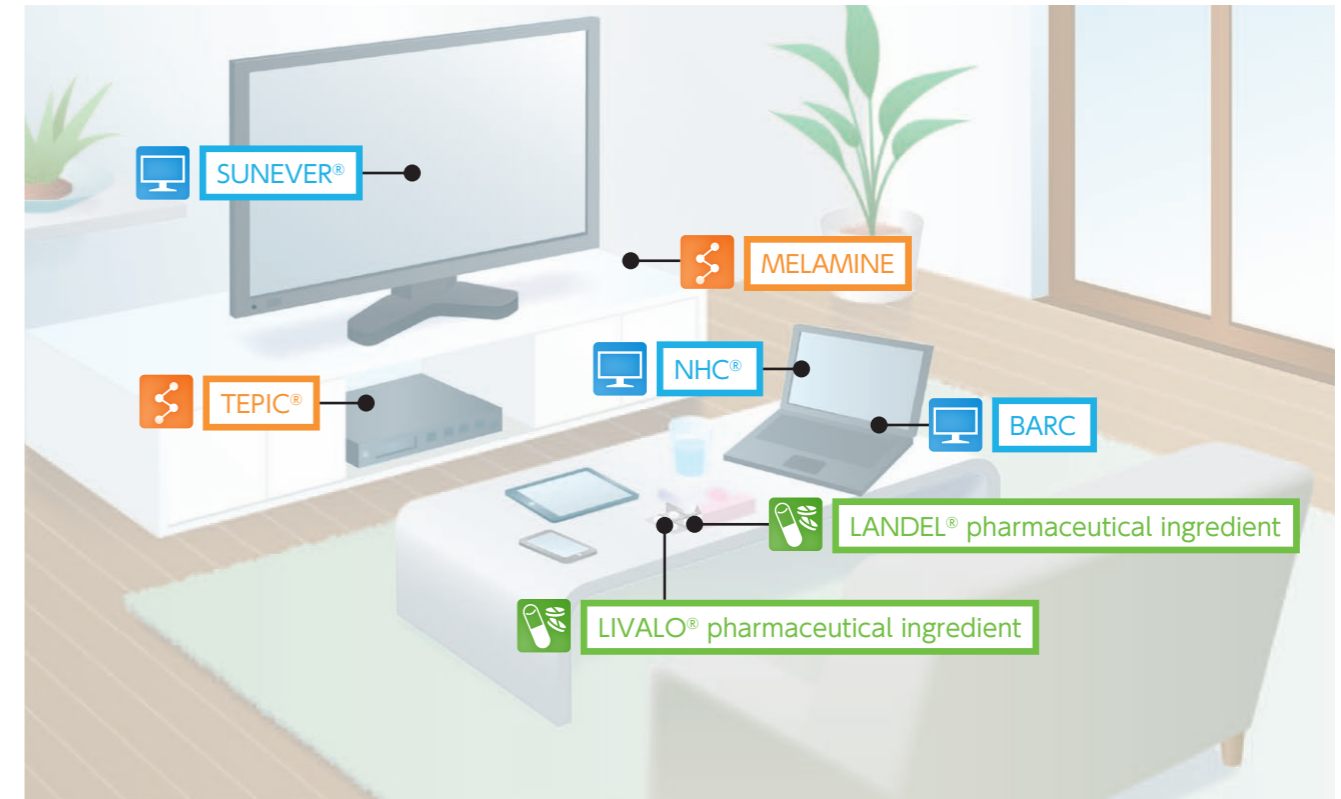 SUNEVER®
MELAMINE
NHC®
TEPIC®
BARC
LANDEL® pharmaceutical ingredient
LIVALO® pharmaceutical ingredient